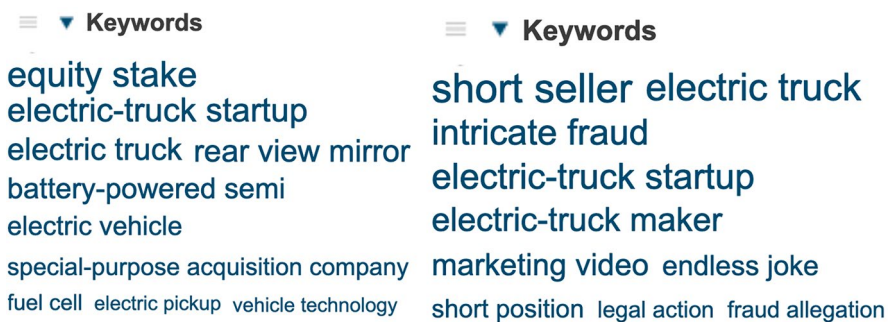 Keywords
equity stake
electric-truck startup
electric truck rear view mirror
battery-powered semi
electric vehicle
special-purpose acquisition company
fuel cell electric pickup vehicle technology
Keywords
short seller electric truck
intricate fraud
electric-truck startup
electric-truck maker
marketing video endless joke
short position legal action fraud allegation